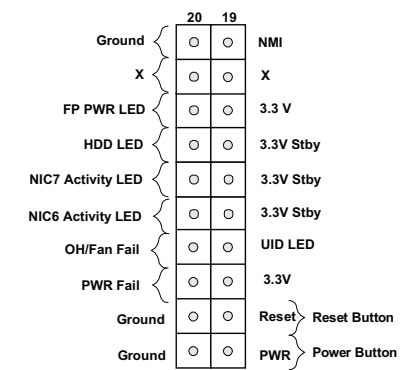 20 19
Ground NMI
X X
FP PWR LED 3.3 V
HDD LED 3.3V Stby
NIC7 Activity LED 3.3V Stby
NIC6 Activity LED 3.3V Stby
OH/Fan Fail UID LED
PWR Fail 3.3V
Ground Reset Reset Button
Ground PWR Power Button